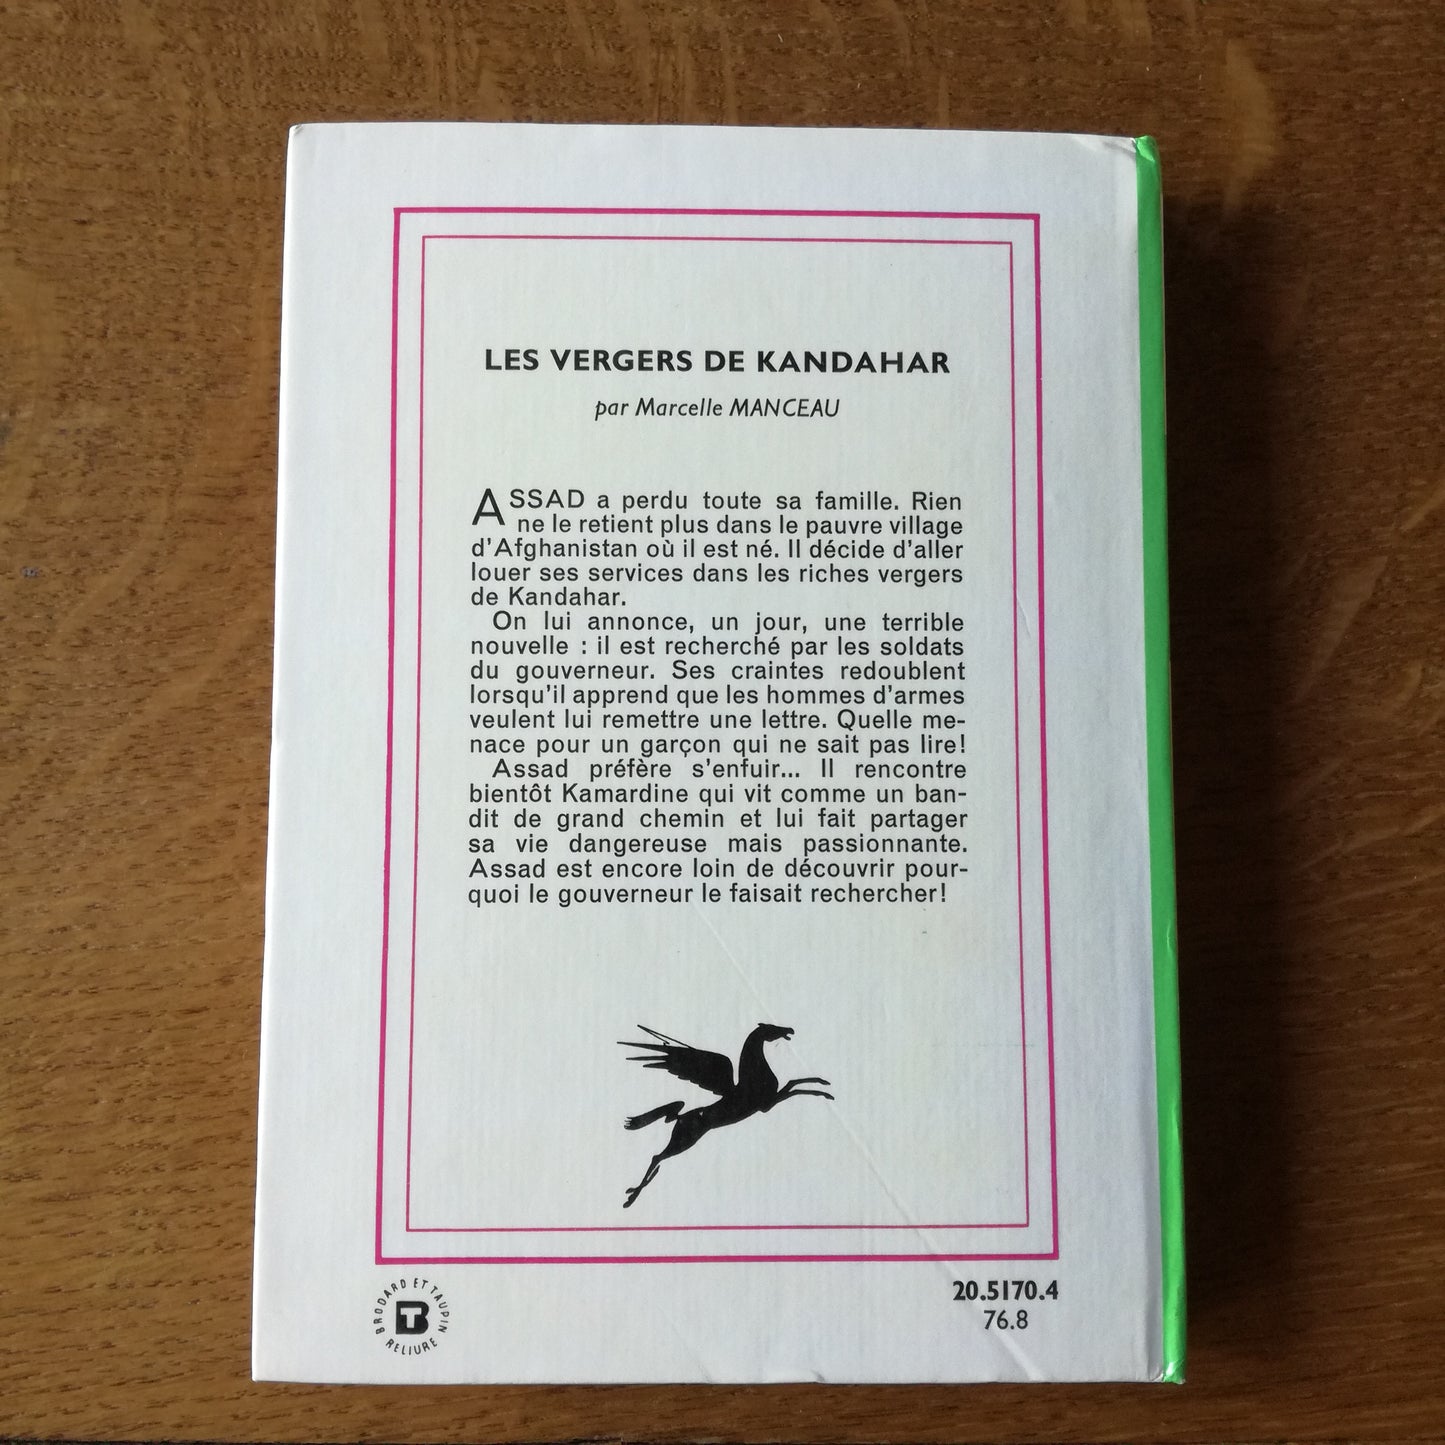 LES VERGERS DE KANDAHAR
par Marcelle MANCEAU
ASSAD a perdu toute sa famille. Rien
ne le retient plus dans le pauvre village
d'Afghanistan où il est né. Il décide d'aller
louer ses services dans les riches vergers
de Kandahar.
On lui annonce, un jour, une terrible
nouvelle : il est recherché par les soldats
du gouverneur. Ses craintes redoublent
lorsqu'il apprend que les hommes d'armes
veulent lui remettre une lettre. Quelle me-
nace pour un garçon qui ne sait pas lire!
Assad préfère s'enfuir... Il rencontre
bientôt Kamardine qui vit comme un ban-
dit de grand chemin et lui fait partager
sa vie dangereuse mais passionnante.
Assad est encore loin de découvrir pour-
quoi le gouverneur le faisait rechercher!
BRODARD ET TAUPIN
BT
RELIURE
20.5170.4
76.8